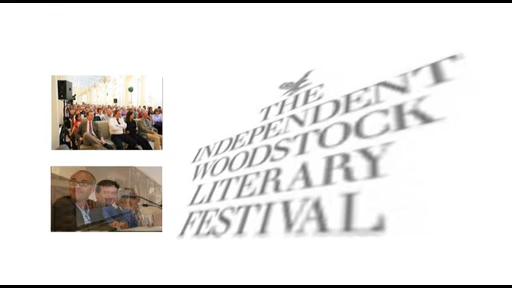 THE
INDEPENDENT
WOODSTOCK
LITERARY
FESTIVAL